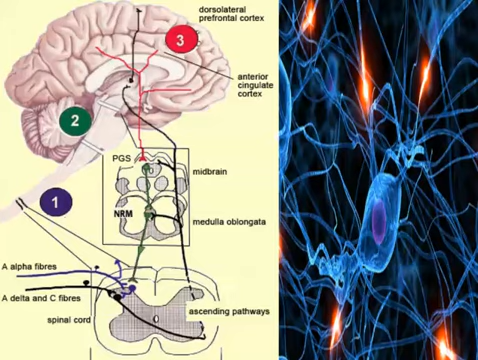 dorsolateral
prefrontal cortex
3
anterior
cingulate
cortex
2
PGS
midbrain
1
NRM
medulla oblongata
A alpha fibres
A delta and C fibres
ascending pathways
spinal cord